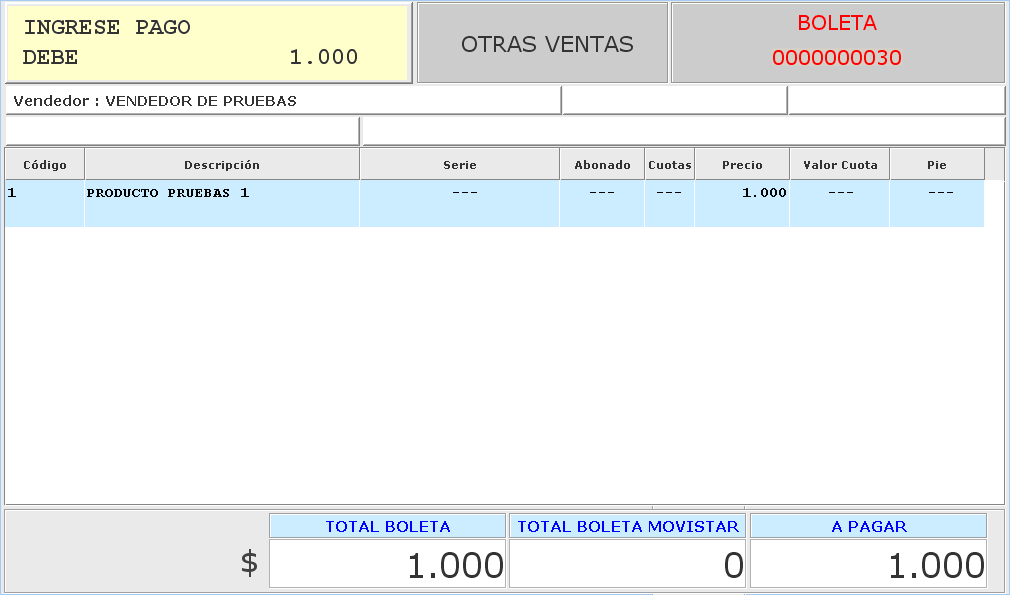 INGRESE PAGO
DEBE 1.000
OTRAS VENTAS
BOLETA
0000000030
Vendedor : VENDEDOR DE PRUEBAS
Código Descripción Serie Abonado Cuotas Precio Valor Cuota Pie
1 PRODUCTO PRUEBAS 1 --- --- --- 1.000 --- ---
TOTAL BOLETA TOTAL BOLETA MOVISTAR A PAGAR
$ 1.000 0 1.000